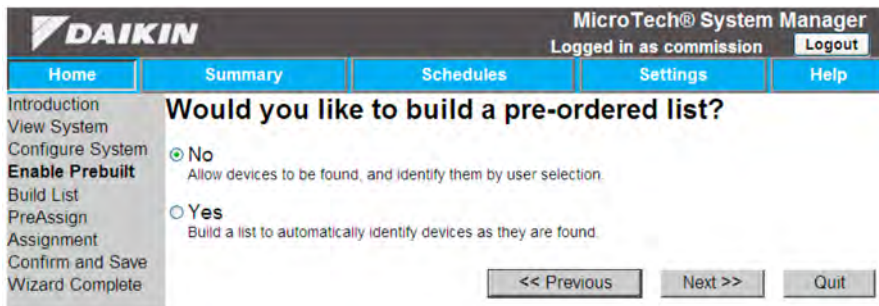 DAIKIN
MicroTech® System Manager
Logged in as commission Logout
Home Summary Schedules Settings Help
Introduction
View System
Configure System
Enable Prebuilt
Build List
PreAssign
Assignment
Confirm and Save
Wizard Complete
Would you like to build a pre-ordered list?
No
Allow devices to be found, and identify them by user selection.
Yes
Build a list to automatically identify devices as they are found.
<< Previous Next >> Quit